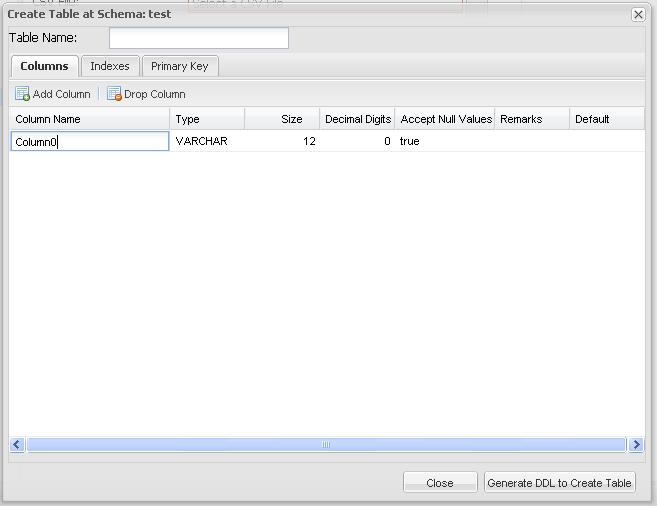 Create Table at Schema: test
Table Name:
Columns Indexes Primary Key
Add Column Drop Column
Column Name Type Size Decimal Digits Accept Null Values Remarks Default
Column0 VARCHAR 12 0 true
Close Generate DDL to Create Table